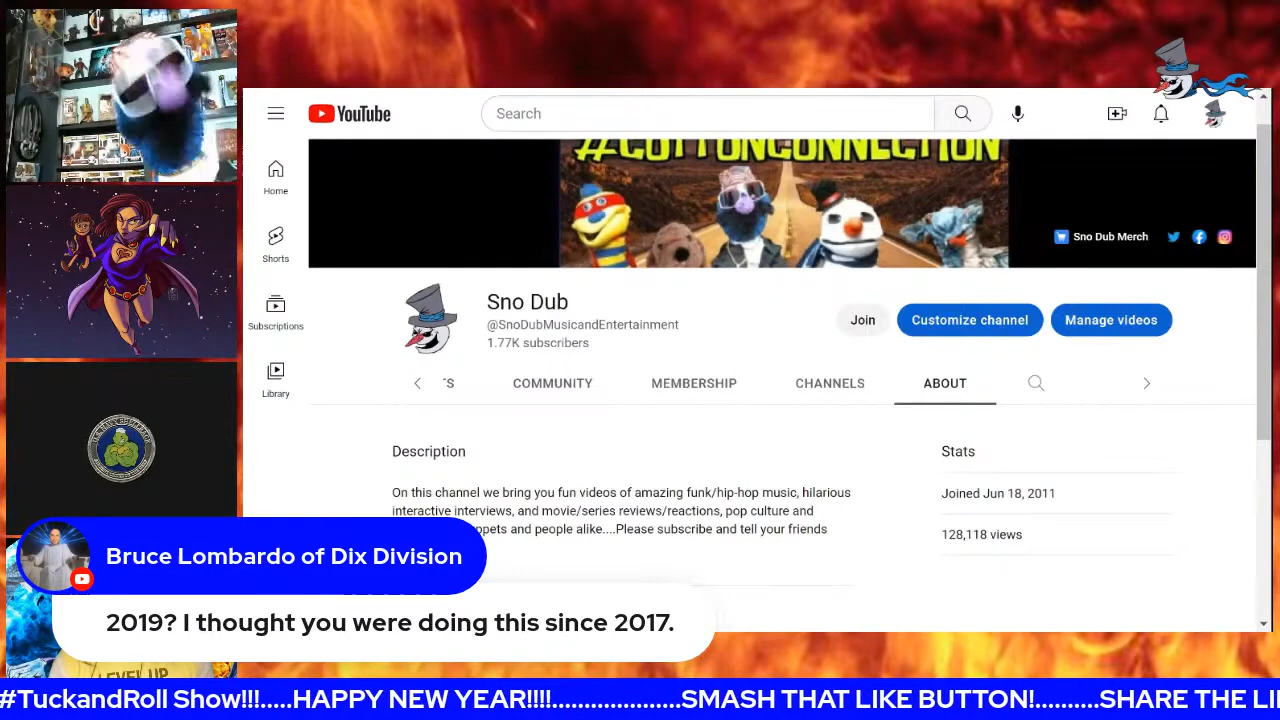 YouTube
Search
Home
Shorts
Subscriptions
Library
#COTTONCONNECTION
Sno Dub Merch
Sno Dub
@SnoDubMusicandEntertainment
1.77K subscribers
Join
Customize channel
Manage videos
TS
COMMUNITY
MEMBERSHIP
CHANNELS
ABOUT
Description
Stats
On this channel we bring you fun videos of amazing funk/hip-hop music, hilarious
interactive interviews, and movie/series reviews/reactions, pop culture and
ppets and people alike....Please subscribe and tell your friends
Joined Jun 18, 2011
128,118 views
Bruce Lombardo of Dix Division
2019? I thought you were doing this since 2017.
LEVEL UP
#TuckandRoll Show!!!.....HAPPY NEW YEAR!!!!...................SMASH THAT LIKE BUTTON!..........SHARE THE LI